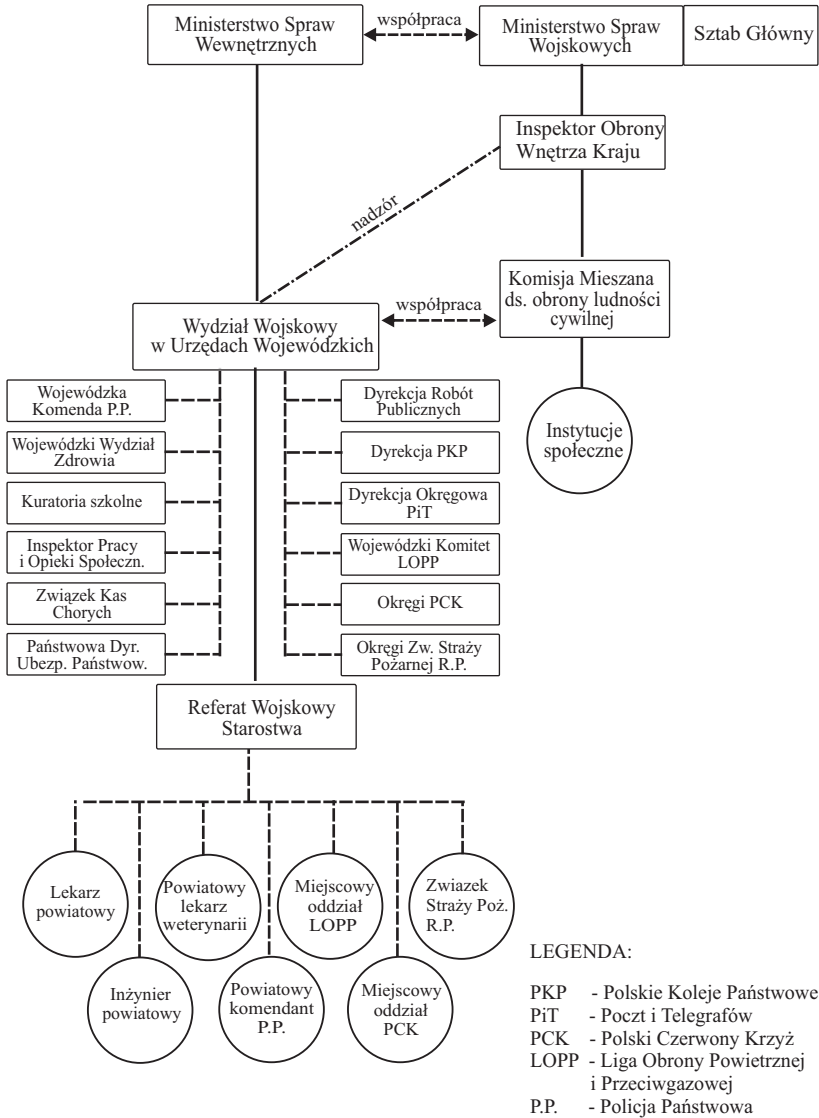 Ministerstwo Spraw
Wewnętrznych
współpraca
Ministerstwo Spraw
Wojskowych
Sztab Główny
Inspektor Obrony
Wnętrza Kraju
nadzór
Komisja Mieszana
ds. obrony ludności
cywilnej
współpraca
Wydział Wojskowy
w Urzędach Wojewódzkich
Instytucje
społeczne
Wojewódzka
Komenda P.P.
Dyrekcja Robót
Publicznych
Wojewódzki Wydział
Zdrowia
Dyrekcja PKP
Kuratoria szkolne
Dyrekcja Okręgowa
PiT
Inspektor Pracy
i Opieki Społeczn.
Wojewódzki Komitet
LOPP
Związek Kas
Chorych
Okręgi PCK
Państwowa Dyr.
Ubezp. Państwow.
Okręgi Zw. Straży
Pożarnej R.P.
Referat Wojskowy
Starostwa
Lekarz
powiatowy
Powiatowy
lekarz
weterynarii
Miejscowy
oddział
LOPP
Zwiazek
Straży Poż.
R.P.
Inżynier
powiatowy
Powiatowy
komendant
P.P.
Miejscowy
oddział
PCK
LEGENDA:
PKP - Polskie Koleje Państwowe
PiT - Poczt i Telegrafów
PCK - Polski Czerwony Krzyż
LOPP - Liga Obrony Powietrznej
i Przeciwgazowej
P.P. - Policja Państwowa